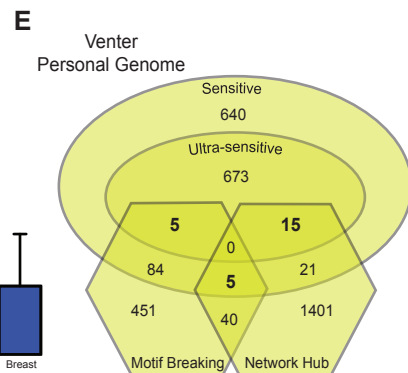 E
Venter
Personal Genome
Sensitive
640
Ultra-sensitive
673
5
15
0
84
5
21
451
40
1401
Breast
Motif Breaking
Network Hub